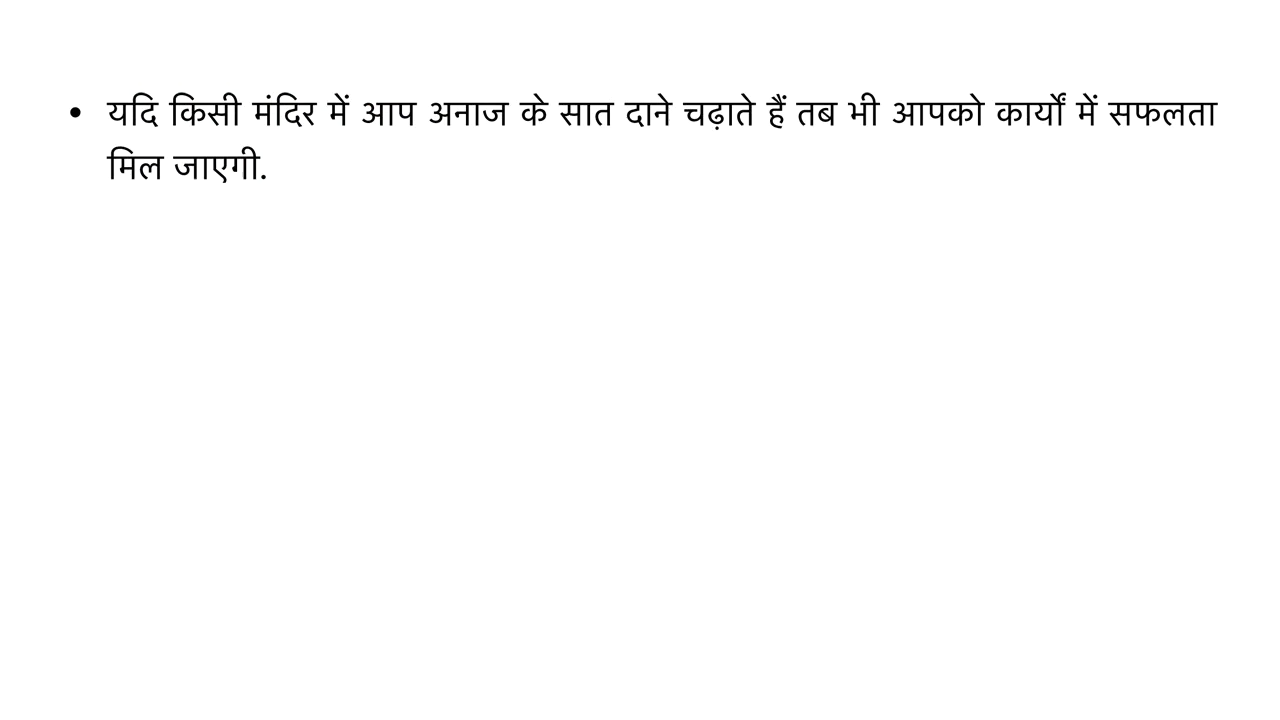 • यदि किसी मंदिर में आप अनाज के सात दाने चढ़ाते हैं तब भी आपको कार्यों में सफलता
मिल जाएगी.